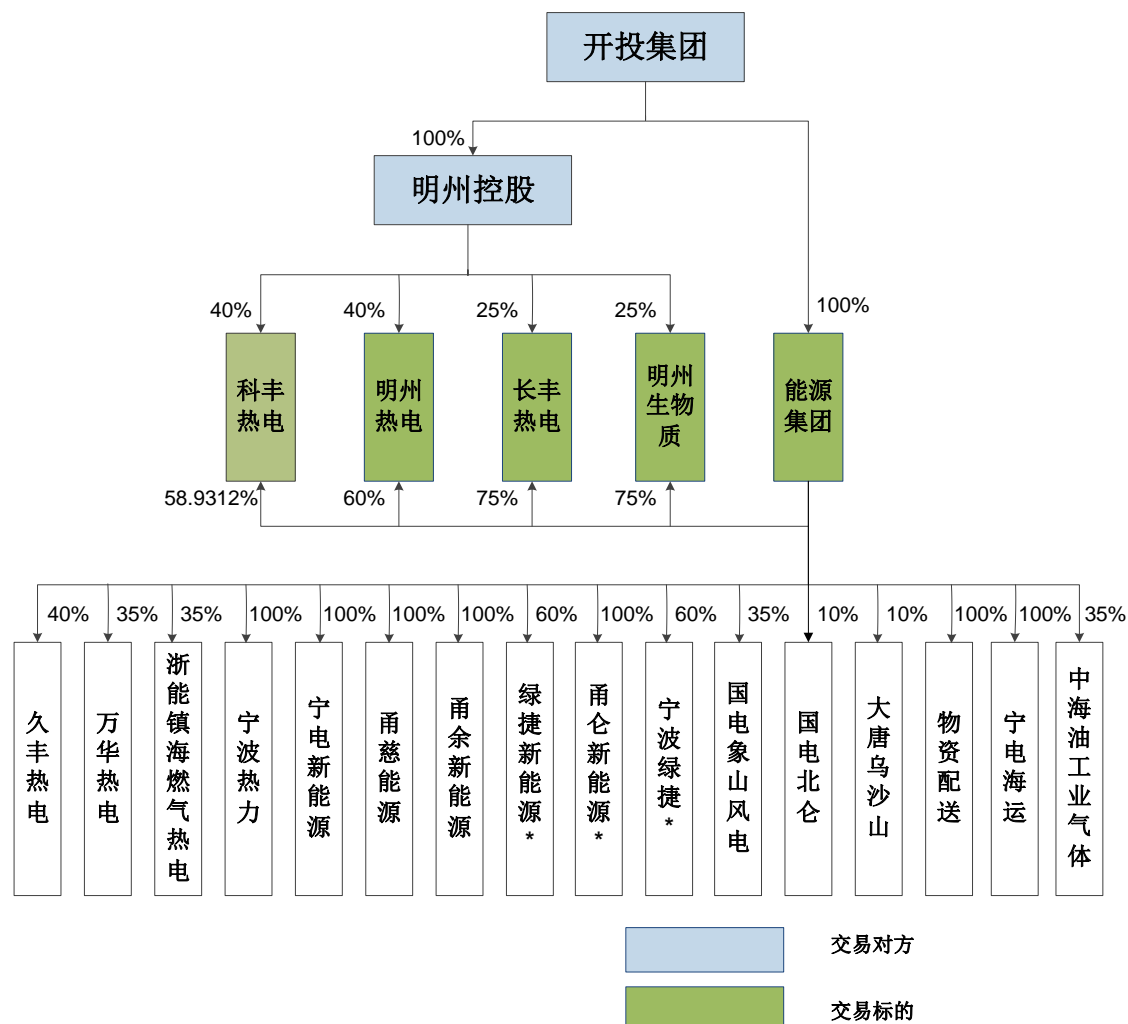 开投集团
100%
明州控股
40%
40%
25%
25%
100%
科丰
热电
明州
热电
长丰
热电
明州
生物
质
能源
集团
58.9312%
60%
75%
75%
40%
35%
35%
100%
100%
100%
100%
60%
100%
60%
35%
10%
10%
100%
100%
35%
久丰热电
万华热电
浙能镇海燃气热电
宁波热力
宁电新能源
甬慈能源
甬余新能源
绿捷新能源*
甬仑新能源*
宁波绿捷*
国电象山风电
国电北仑
大唐乌沙山
物资配送
宁电海运
中海油工业气体
交易对方
交易标的